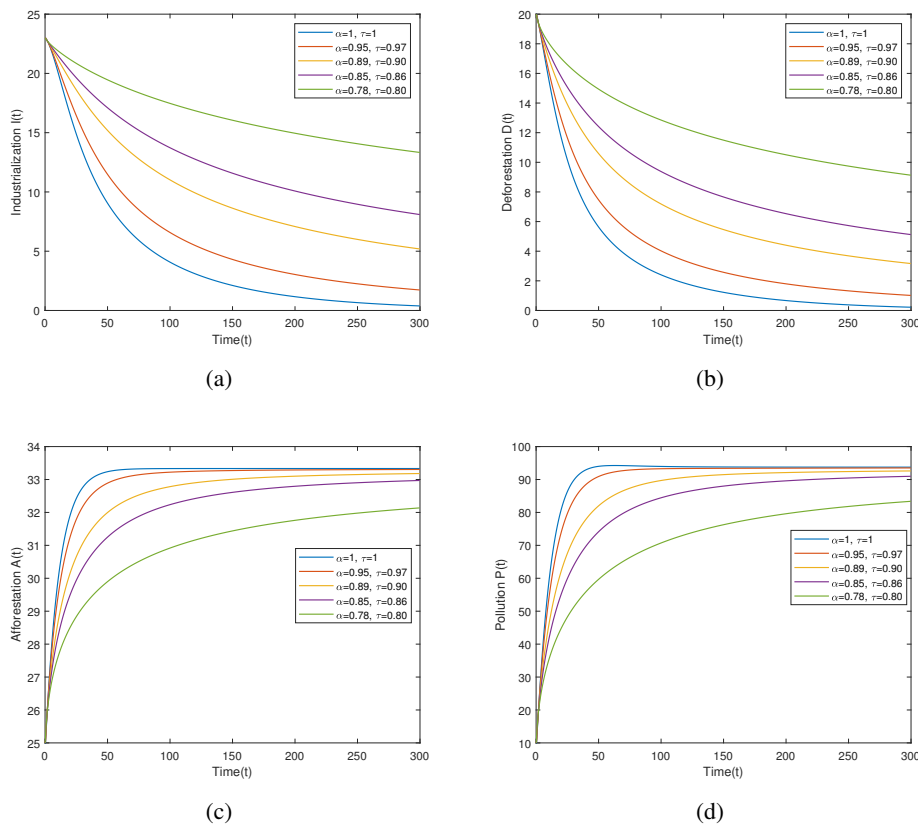 25
20
15
10
5
0
Industrialization I(t)
0 50 100 150 200 250 300
Time(t)
α=1, τ=1
α=0.95, τ=0.97
α=0.89, τ=0.90
α=0.85, τ=0.86
α=0.78, τ=0.80
(a)
20
18
16
14
12
10
8
6
4
2
0
Deforestation D(t)
0 50 100 150 200 250 300
Time(t)
α=1, τ=1
α=0.95, τ=0.97
α=0.89, τ=0.90
α=0.85, τ=0.86
α=0.78, τ=0.80
(b)
34
33
32
31
30
29
28
27
26
25
Afforestation A(t)
0 50 100 150 200 250 300
Time(t)
α=1, τ=1
α=0.95, τ=0.97
α=0.89, τ=0.90
α=0.85, τ=0.86
α=0.78, τ=0.80
(c)
100
90
80
70
60
50
40
30
20
10
Pollution P(t)
0 50 100 150 200 250 300
Time(t)
α=1, τ=1
α=0.95, τ=0.97
α=0.89, τ=0.90
α=0.85, τ=0.86
α=0.78, τ=0.80
(d)